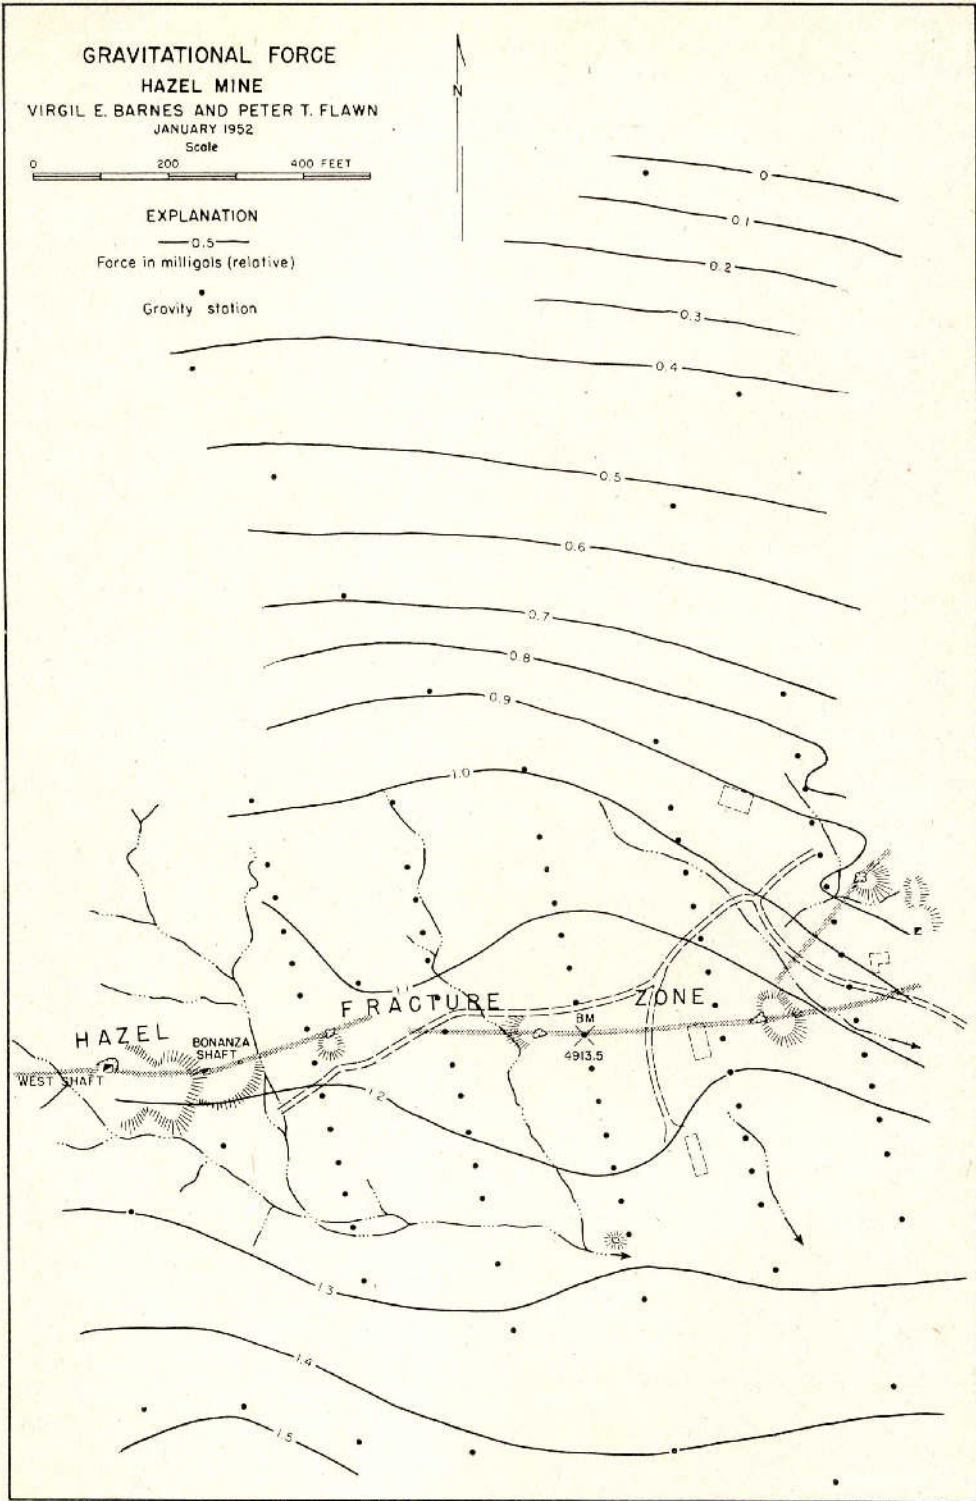 GRAVITATIONAL FORCE
HAZEL MINE
VIRGIL E. BARNES AND PETER T. FLAWN
JANUARY 1952
Scale
0 200 400 FEET
EXPLANATION
0.5
Force in milligals (relative)
Gravity station
N
0
0.1
0.2
0.3
0.4
0.5
0.6
0.7
0.8
0.9
1.0
1.1
HAZEL FRACTURE ZONE
BM
4913.5
BONANZA
SHAFT
WEST SHAFT
1.2
1.3
1.4
1.5